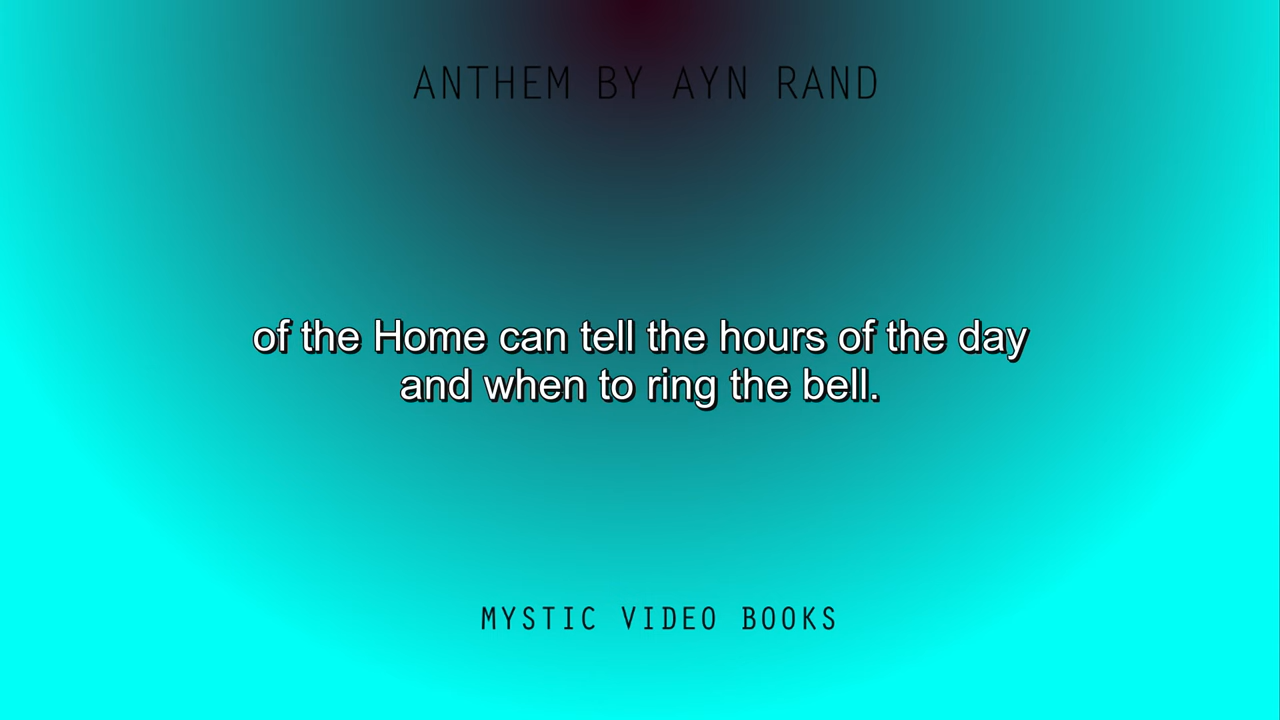 ANTHEM BY AYN RAND
of the Home can tell the hours of the day
and when to ring the bell.
MYSTIC VIDEO BOOKS